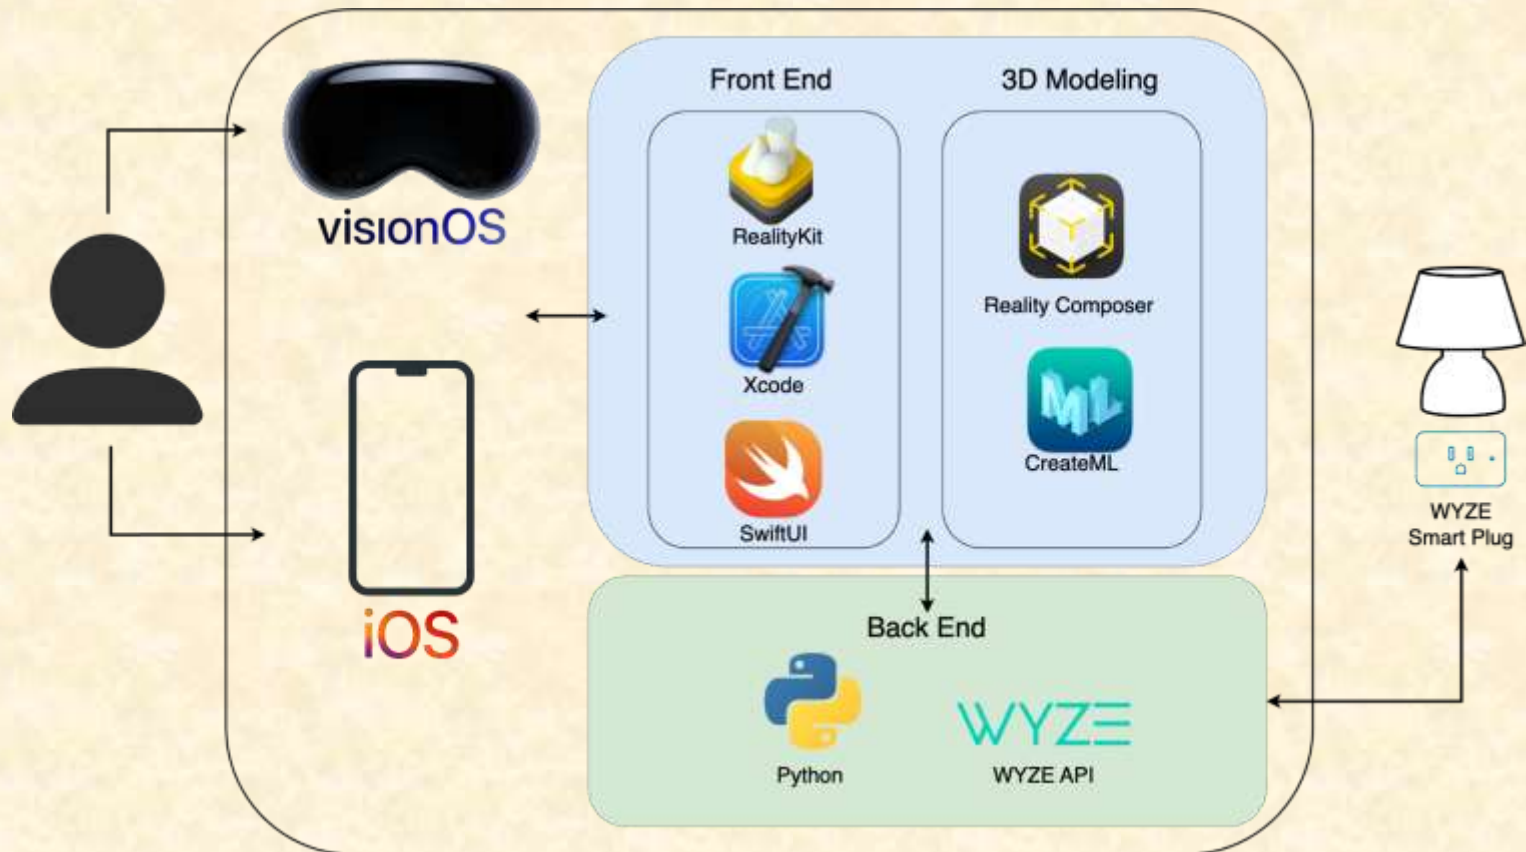 visionOS
iOS
Front End
RealityKit
Xcode
SwiftUI
3D Modeling
Reality Composer
ML
CreateML
Back End
Python
WYZE
WYZE API
WYZE
Smart Plug